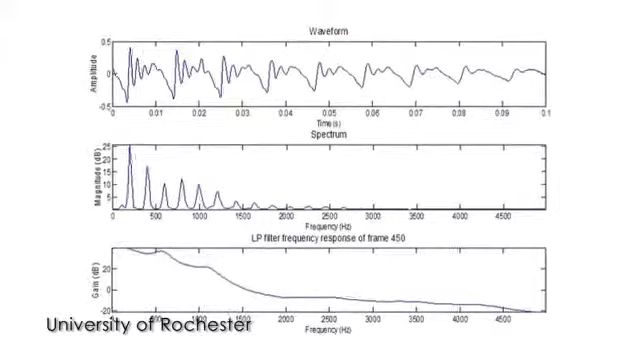 Waveform
0.5
0
-0.5
Amplitude
0 0.01 0.02 0.03 0.04 0.05 0.06 0.07 0.08 0.09 0.1
Time (s)
Spectrum
25
20
15
10
5
Magnitude (dB)
0 500 1000 1500 2000 2500 3000 3500 4000 4500
Frequency (Hz)
LP filter frequency response of frame 450
20
0
-20
Gain (dB)
500 1000 1500 2000 2500 3000 3500 4000 4500
Frequency (Hz)
University of Rochester